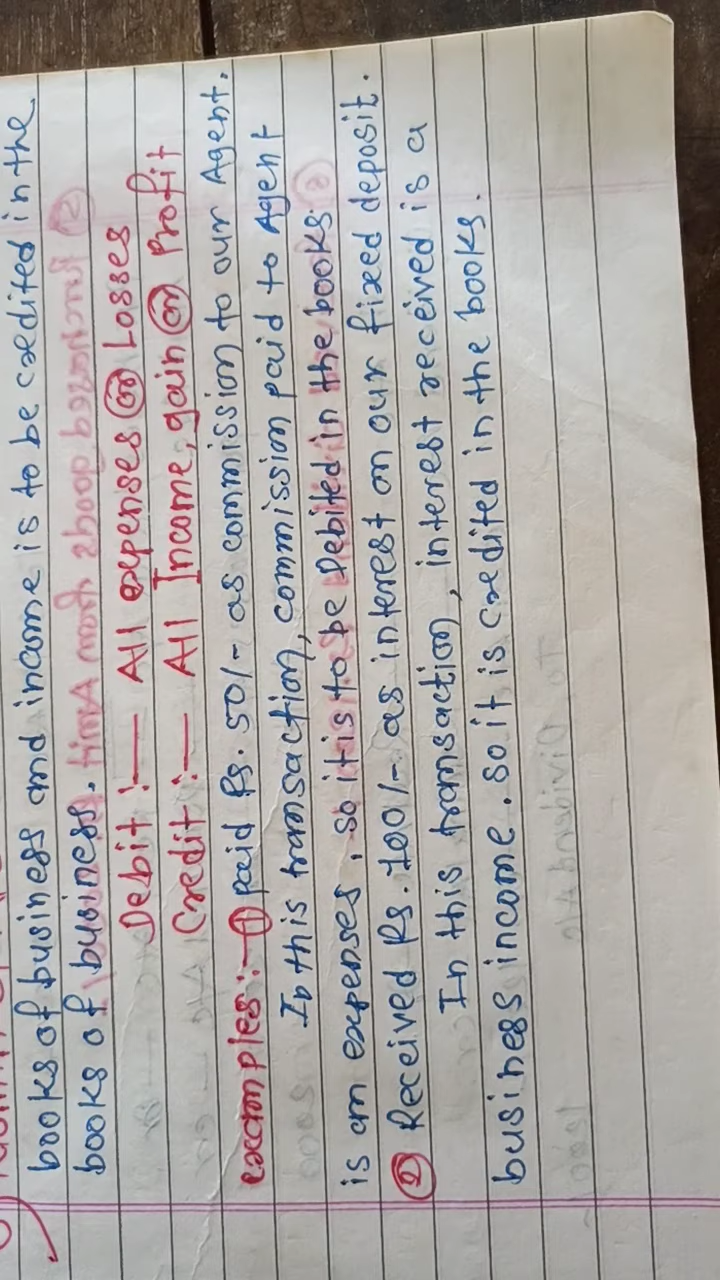 books of business and income is to be credited in the
books of business.
Debit :— All expenses or Losses
Credit :— All Income, gain or Profit
examples:- 1 paid Rs. 50/- as commission to our Agent.
In this transaction, commission paid to Agent
is an expenses, so it is to be Debited in the books.
2 Received Rs. 100/- as interest on our fixed deposit.
In this transaction, interest received is a
business income. so it is credited in the books.